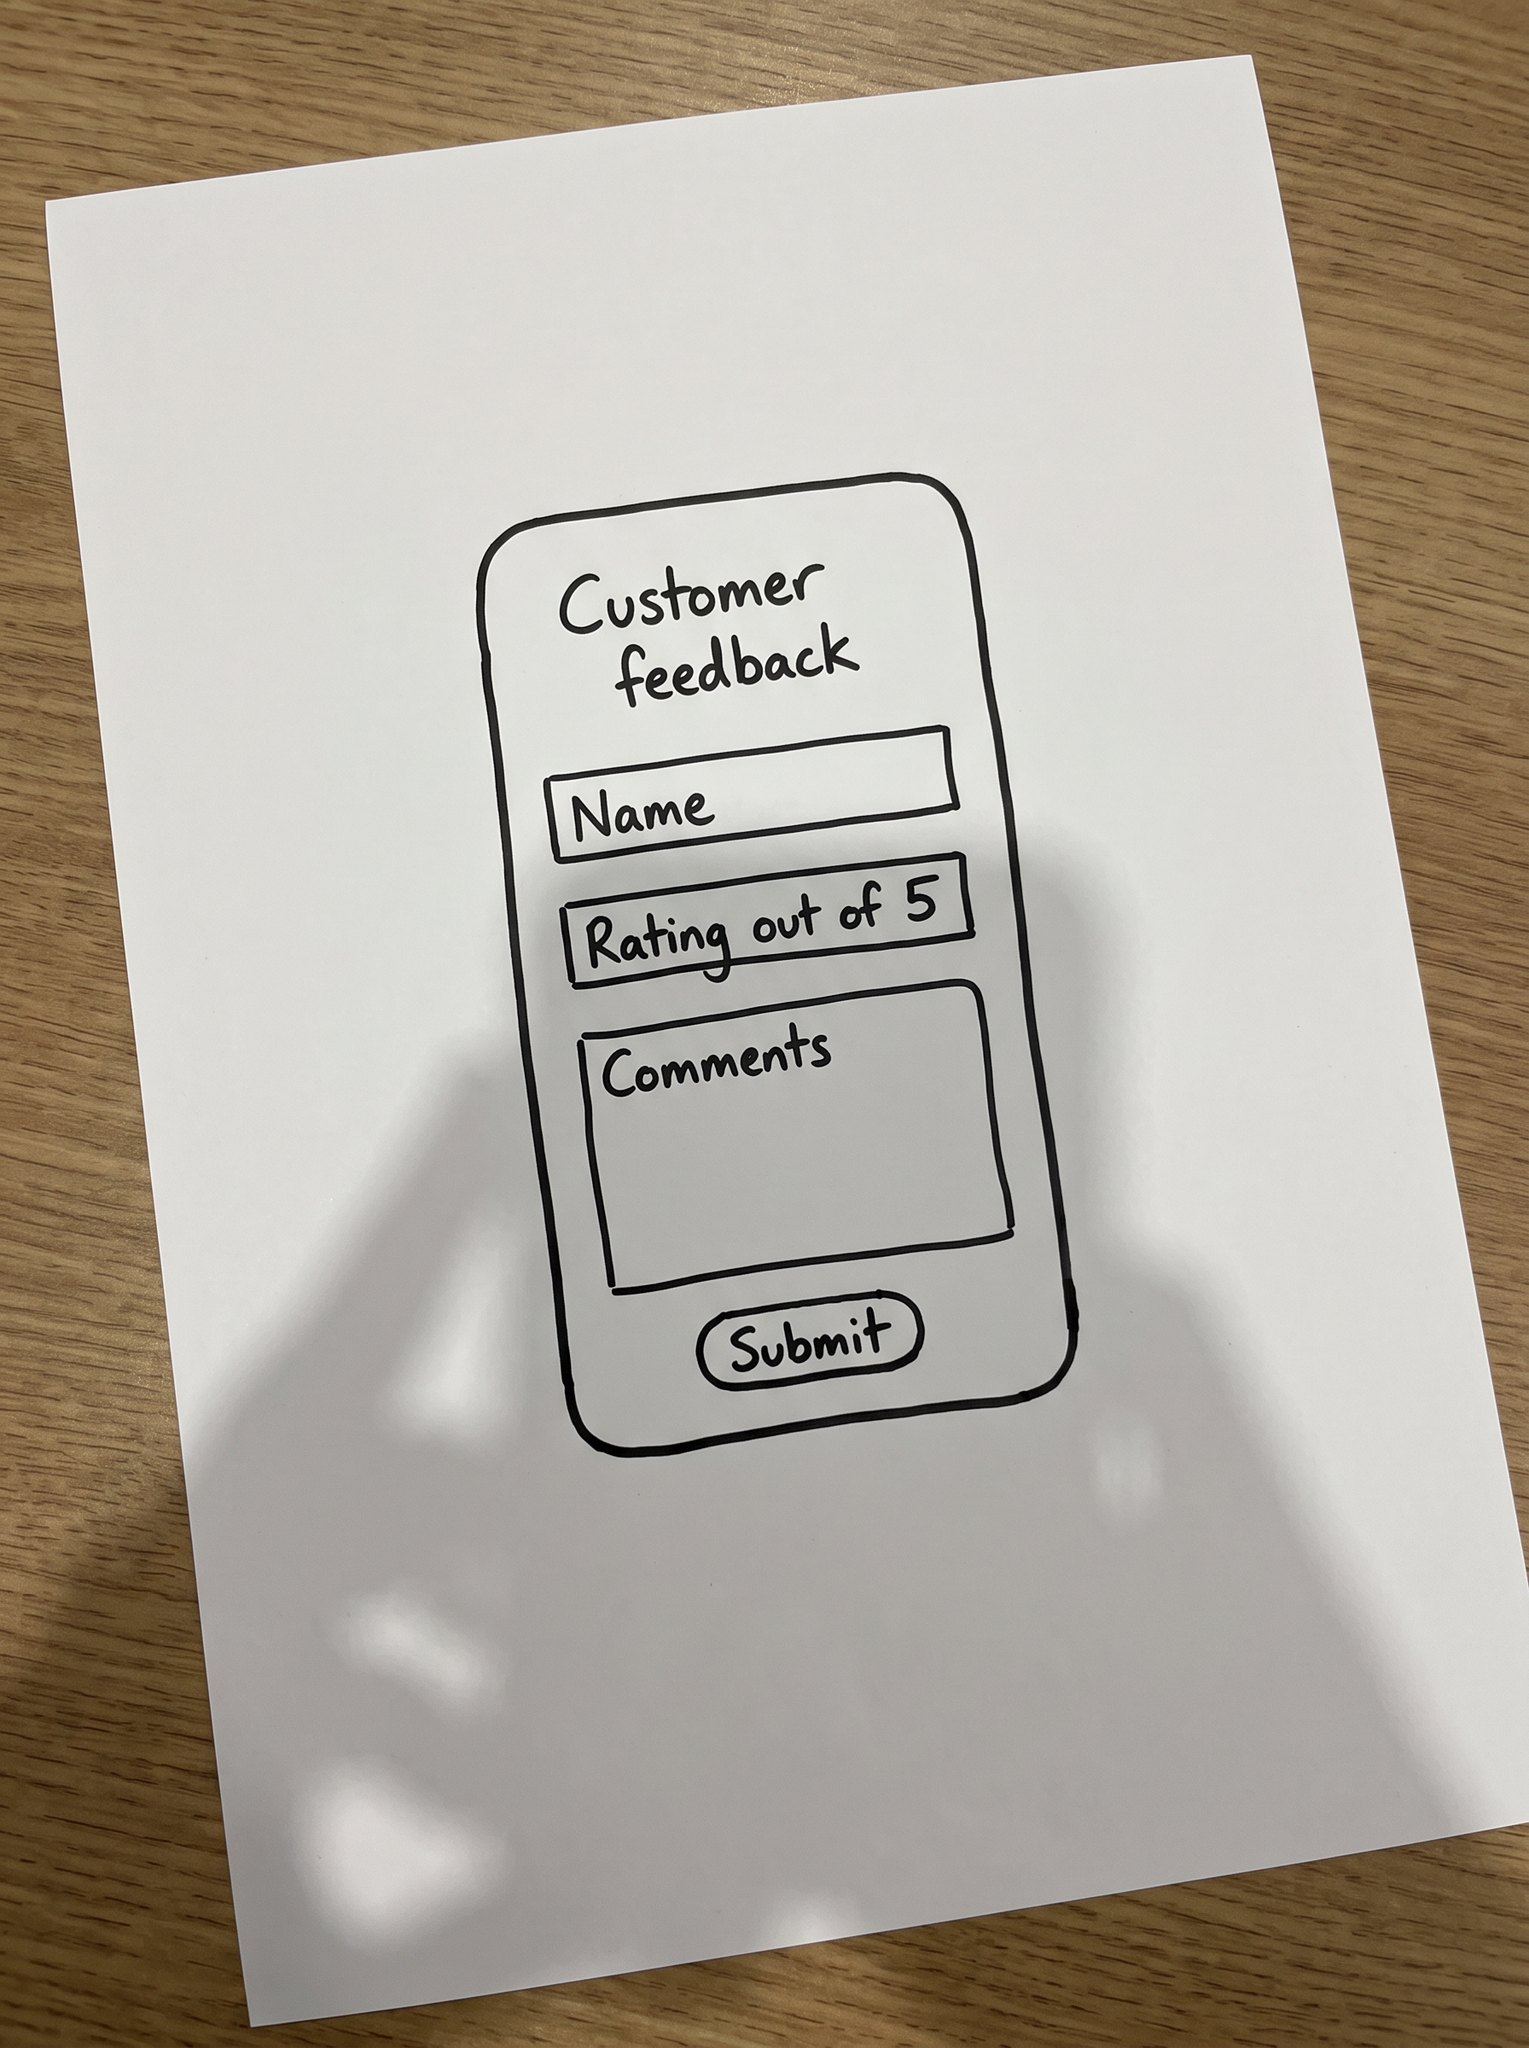 Customer
feedback
Name
Rating out of 5
Comments
Submit